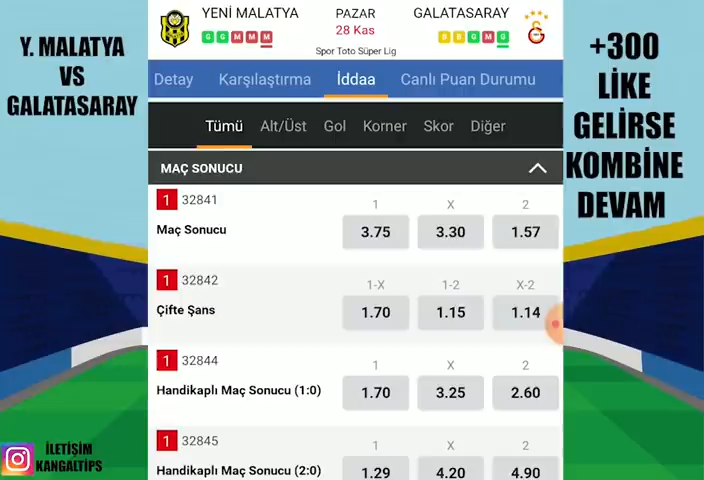 Y. MALATYA
VS
GALATASARAY
YENİ MALATYA
G G M M M
PAZAR
28 Kas
Spor Toto Süper Lig
GALATASARAY
B B G M G
Detay Karşılaştırma İddaa Canlı Puan Durumu
Tümü Alt/Üst Gol Korner Skor Diğer
MAÇ SONUCU
1 32841
Maç Sonucu
1 X 2
3.75 3.30 1.57
1 32842
Çifte Şans
1-X 1-2 X-2
1.70 1.15 1.14
1 32844
Handikaplı Maç Sonucu (1:0)
1 X 2
1.70 3.25 2.60
1 32845
Handikaplı Maç Sonucu (2:0)
1 X 2
1.29 4.20 4.90
+300
LİKE
GELİRSE
KOMBİNE
DEVAM
İLETİŞİM
KANGALTİPS